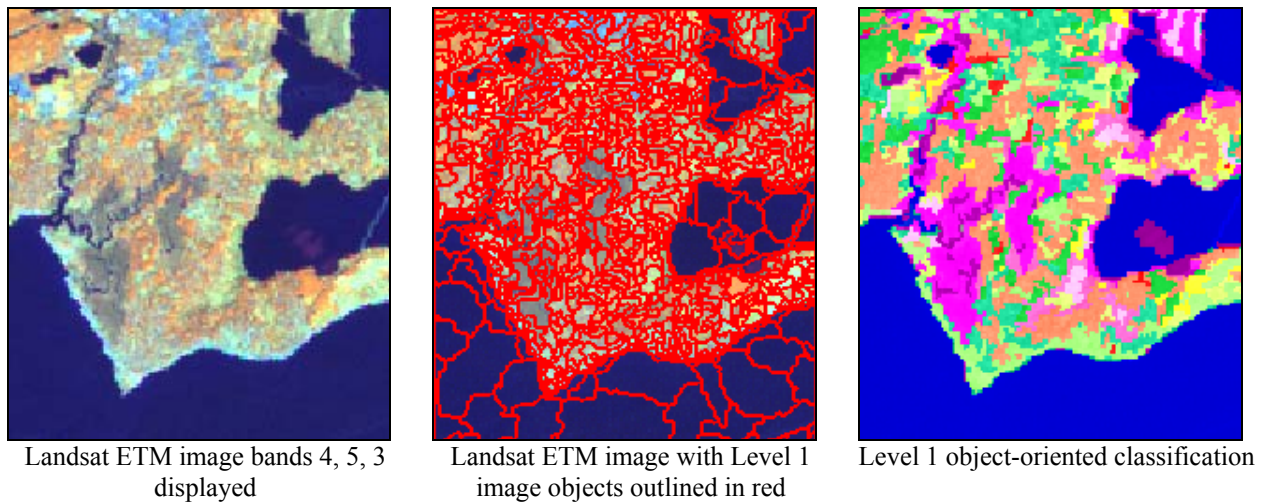 Landsat ETM image bands 4, 5, 3
displayed
Landsat ETM image with Level 1
image objects outlined in red
Level 1 object-oriented classification